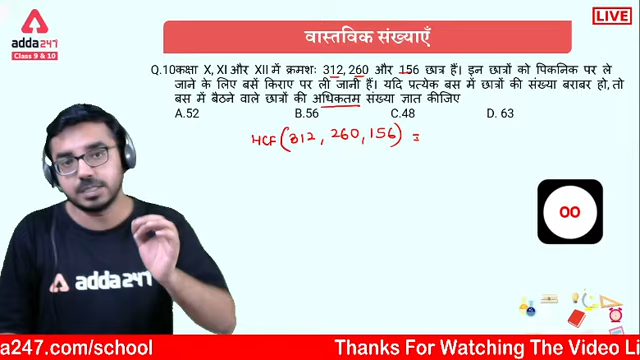 adda247
Class 9 & 10
वास्तविक संख्याएँ
LIVE
Q.10कक्षा X, XI और XII में क्रमशः 312, 260 और 156 छात्र हैं। इन छात्रों को पिकनिक पर ले
जाने के लिए बसें किराए पर ली जानी हैं। यदि प्रत्येक बस में छात्रों की संख्या बराबर हो, तो
बस में बैठने वाले छात्रों की अधिकतम संख्या ज्ञात कीजिए
A.52 B.56 C.48 D. 63
HCF (312, 260, 156) =
00
adda247
a247.com/school Thanks For Watching The Video Li